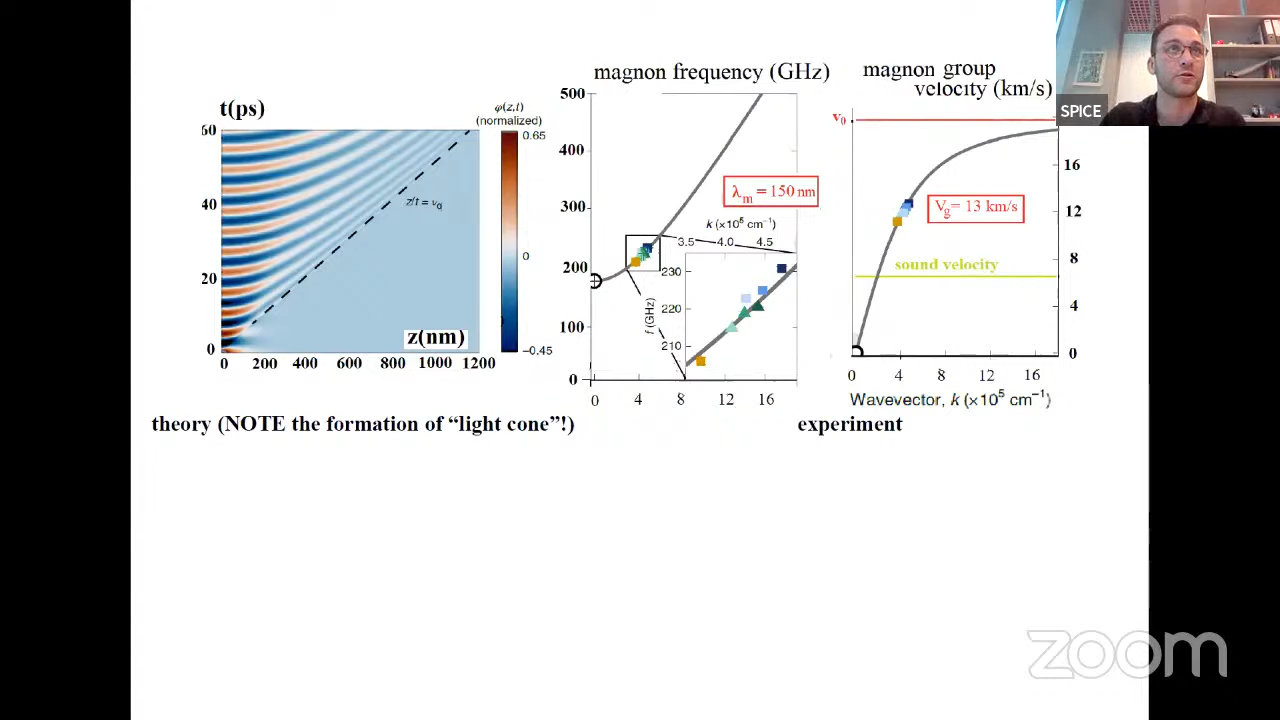 t(ps)
φ(z,t)
(normalized)
0.65
0
−0.45
60
40
20
0
z/t = v₀
z(nm)
0 200 400 600 800 1000 1200
theory (NOTE the formation of “light cone”!)
magnon frequency (GHz)
500
400
300
200
100
0
λm = 150 nm
k (×10⁵ cm⁻¹)
3.5 4.0 4.5
230
220
210
f (GHz)
0 4 8 12 16
magnon group
velocity (km/s)
v₀
16
12
8
4
0
Vg= 13 km/s
sound velocity
0 4 8 12 16
Wavevector, k (×10⁵ cm⁻¹)
experiment
SPICE
zoom